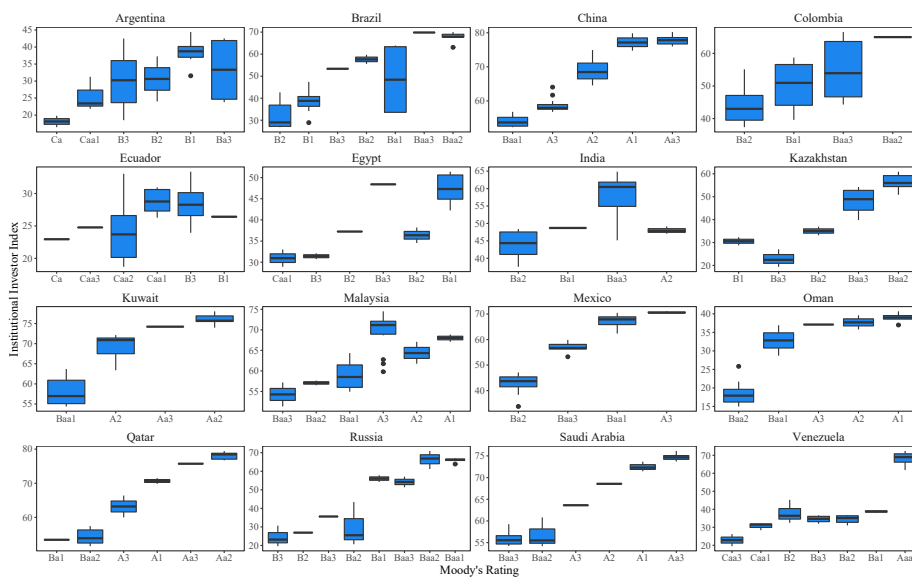 Argentina
Brazil
China
Colombia
45
40
35
30
25
20
70
60
50
40
30
80
70
60
60
50
40
Ca Caa1 B3 B2 B1 Ba3
B2 B1 Ba3 Ba2 Ba1 Baa3 Baa2
Baa1 A3 A2 A1 Aa3
Ba2 Ba1 Baa3 Baa2
Ecuador
Egypt
India
Kazakhstan
30
25
20
50
45
40
35
30
65
60
55
50
45
40
60
50
40
30
20
Ca Caa3 Caa2 Caa1 B3 B1
Caa1 B3 B2 Ba3 Ba2 Ba1
Ba2 Ba1 Baa3 A2
B1 Ba3 Ba2 Baa3 Baa2
Institutional Investor Index
Kuwait
Malaysia
Mexico
Oman
75
70
65
60
55
75
70
65
60
55
70
60
50
40
40
35
30
25
20
15
Baa1 A2 Aa3 Aa2
Baa3 Baa2 Baa1 A3 A2 A1
Ba2 Baa3 Baa1 A3
Baa2 Baa1 A3 A2 A1
Qatar
Russia
Saudi Arabia
Venezuela
80
70
60
70
60
50
40
30
20
75
70
65
60
55
70
60
50
40
30
20
Ba1 Baa2 A3 A1 Aa3 Aa2
B3 B2 Ba3 Ba2 Ba1 Baa3 Baa2 Baa1
Baa3 Baa2 A3 A2 A1 Aa3
Caa3 Caa1 B2 Ba3 Ba2 Ba1 Aaa
Moody's Rating